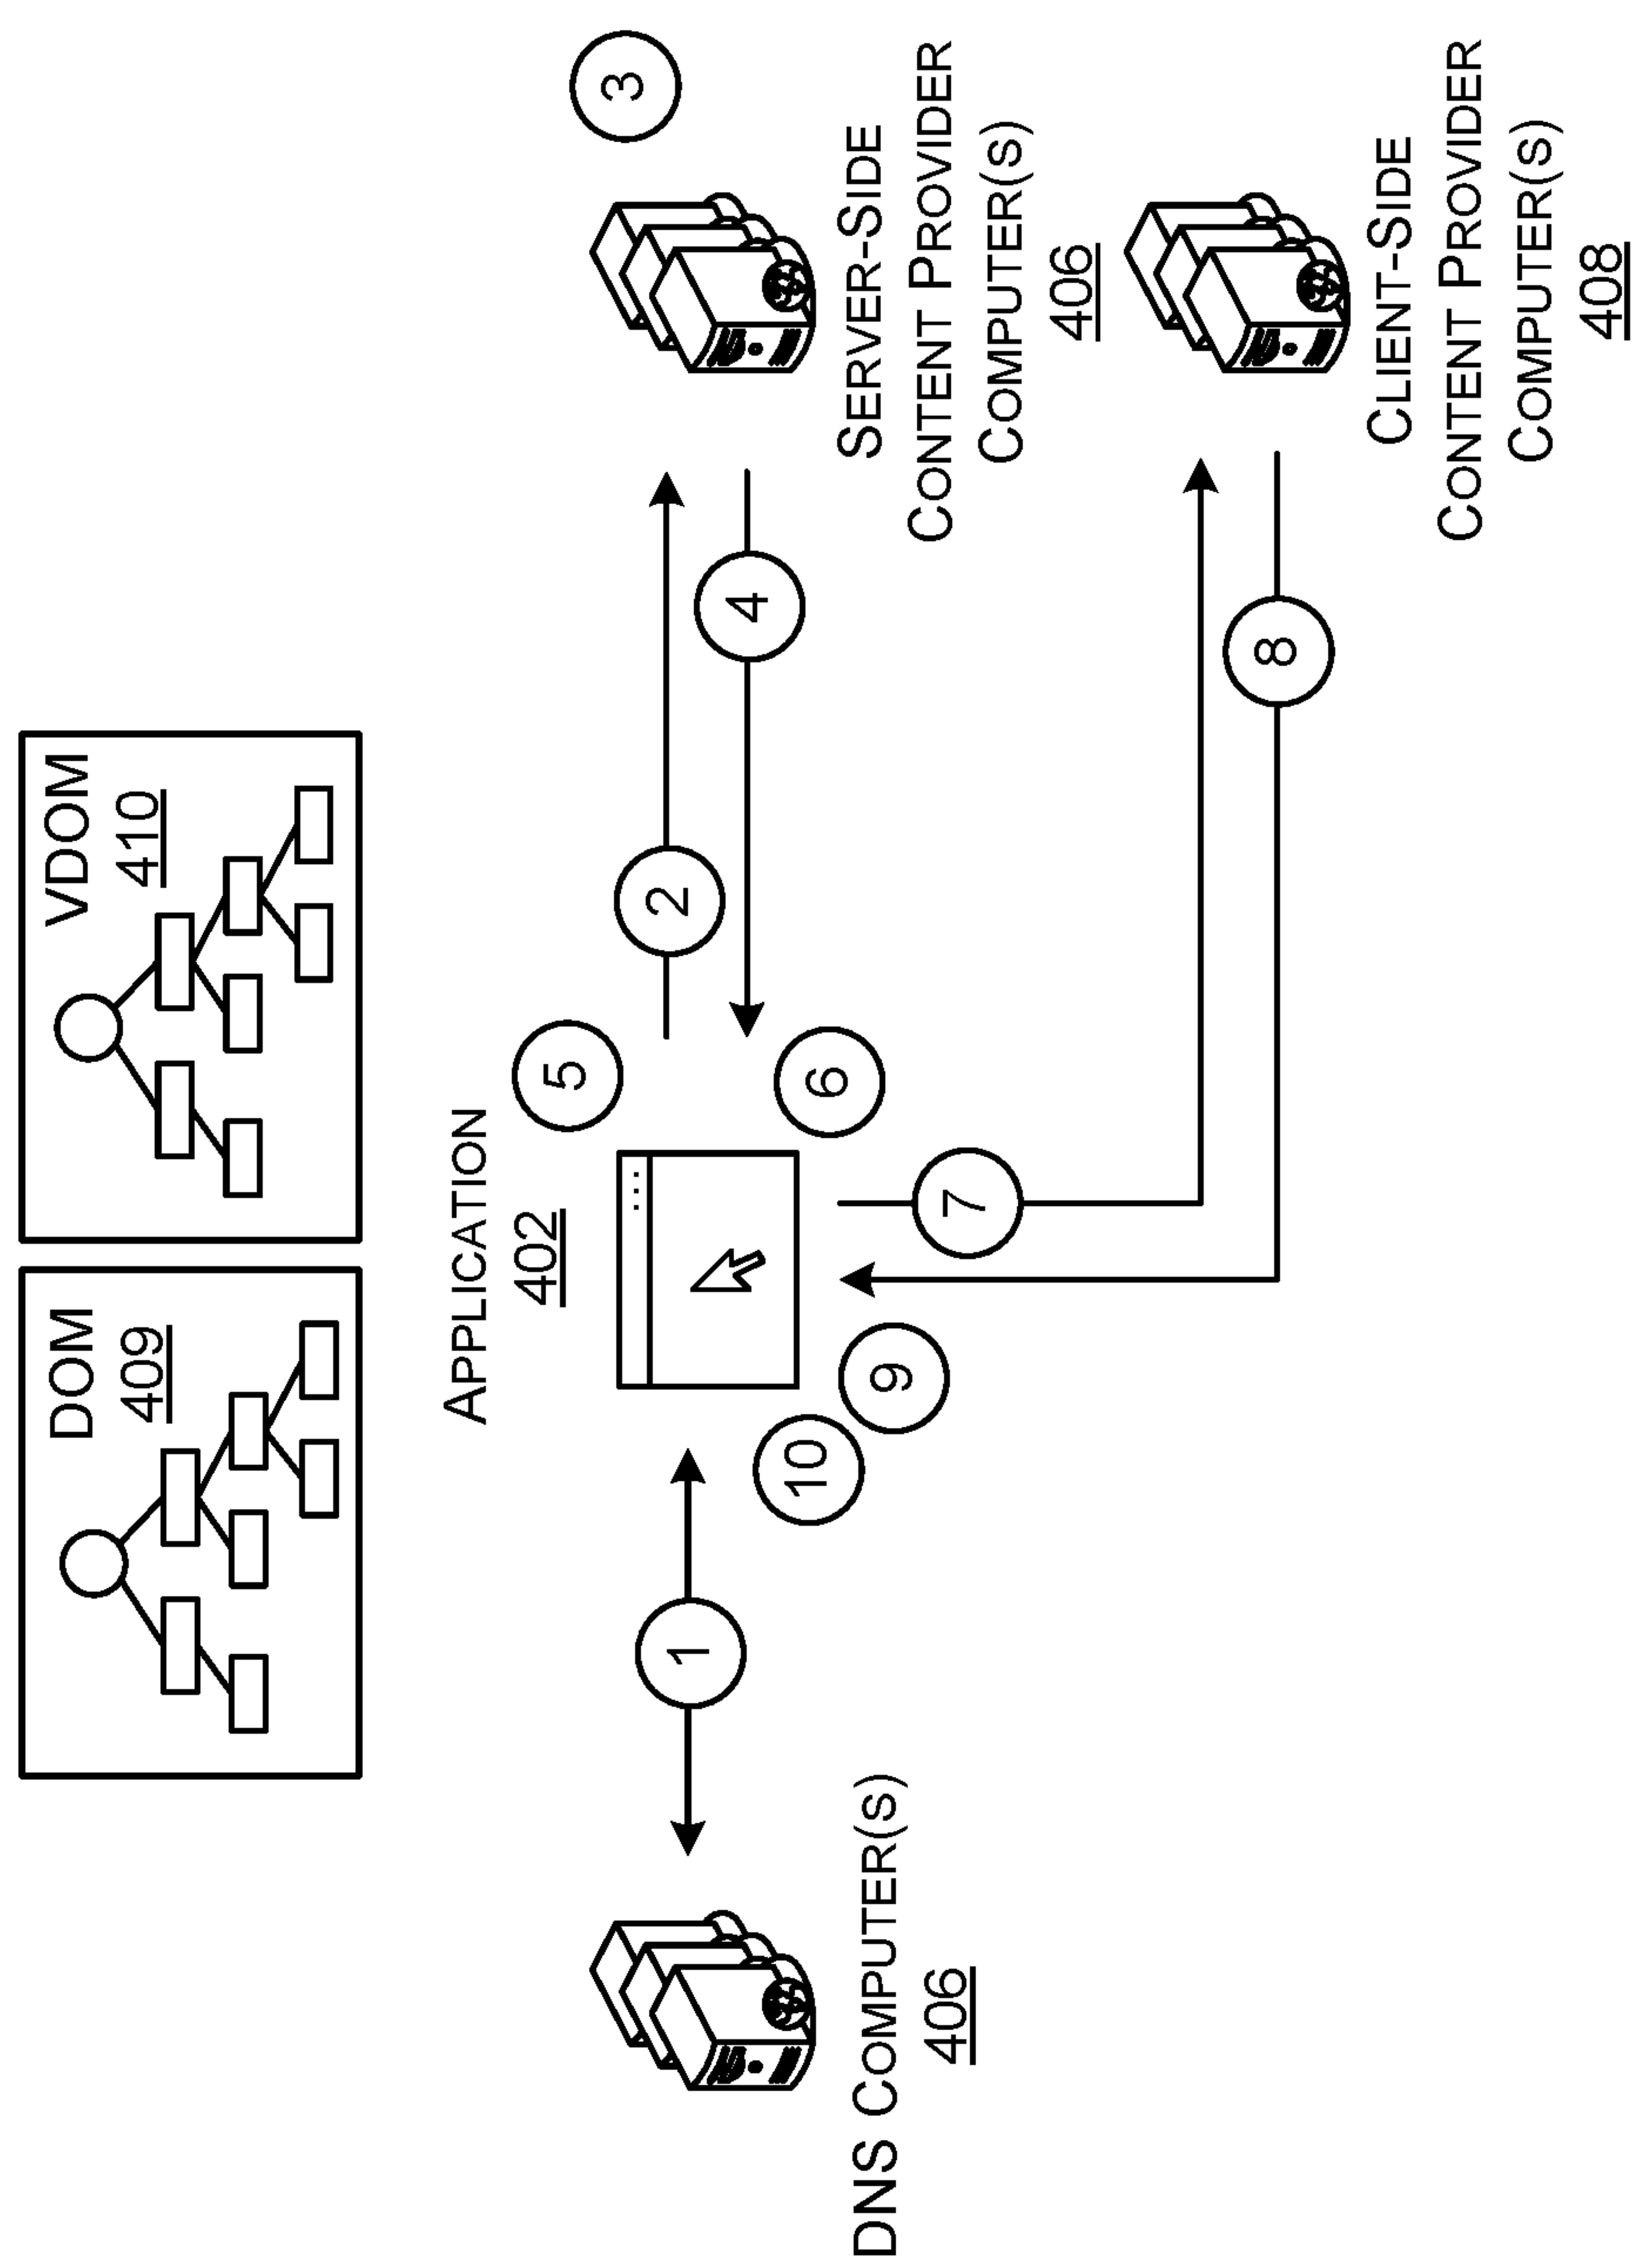 DOM
409
VDOM
410
APPLICATION
402
...
5
3
1
2
4
6
10
9
7
8
DNS COMPUTER(S)
406
SERVER-SIDE
CONTENT PROVIDER
COMPUTER(S)
406
CLIENT-SIDE
CONTENT PROVIDER
COMPUTER(S)
408